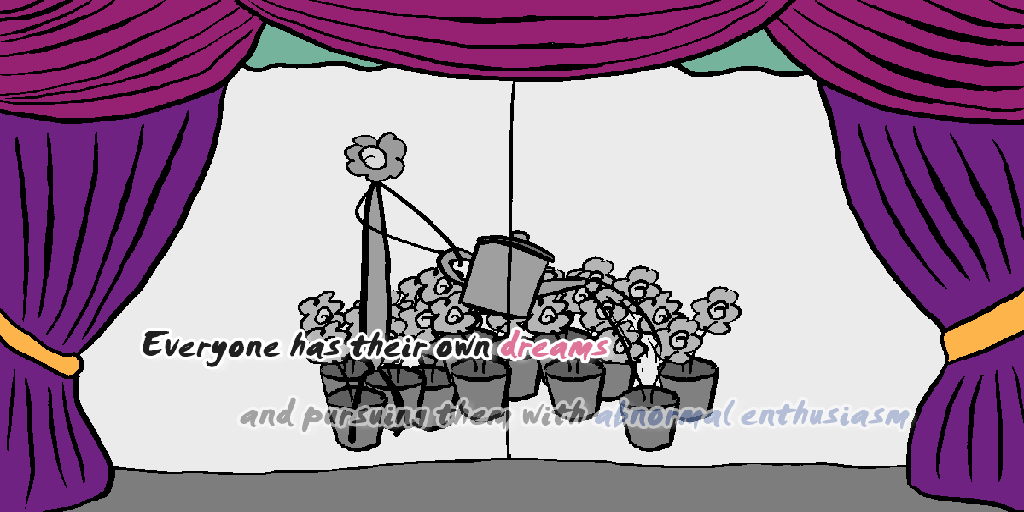 Everyone has their own dreams
and pursuing them with abnormal enthusiasm